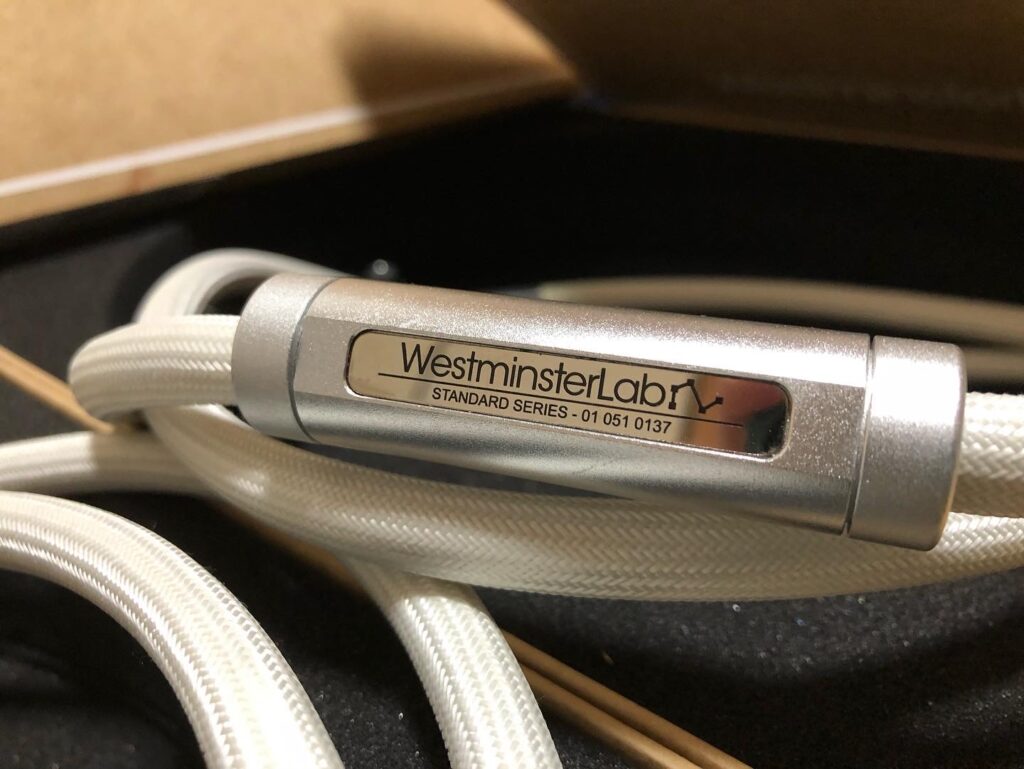 WestminsterLab
STANDARD SERIES - 01 051 0137